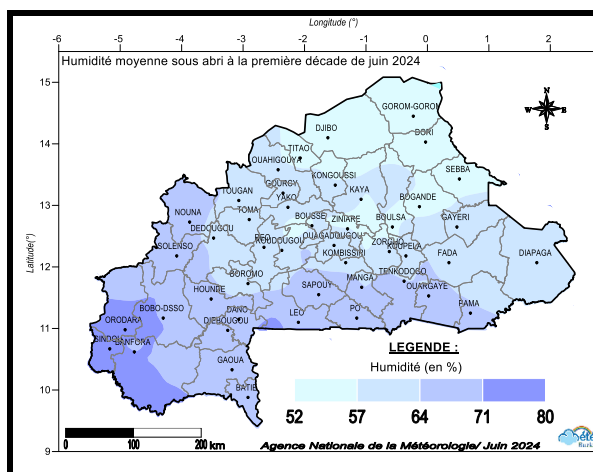 Longitude (°)
-6 -5 -4 -3 -2 -1 0 1 2
Humidité moyenne sous abri à la première décade de juin 2024
15
GOROM-GOROM
N
W E
S
DJIBO
DORI
14
TITAO
OUAHIGOUYA
SEBBA
KONGOUSSI
GOURCY
TOUGAN
KAYA
YAKO
BOGANDE
13
NOUNA
TOMA
BOUSSE
ZINIARE
BOULSA
GAYERI
DEDOUGOU
OUAGADOUGOU
ZORGHO
SOLENSO
KOUDOUGOU
KOUPELA
KOMBISSIRI
FADA
DIAPAGA
12
Latitude(°)
BOROMO
TENKODOGO
MANGA
SAPOUY
OUARGAYE
HOUNDE
BOBO-DSSO
DANO
LEO
PO
PAMA
ORODARA
DIEBOUGOU
11
SINDOU
BANFORA
LEGENDE :
GAOUA
Humidité (en %)
10
BATIE
52 57 64 71 80
9
0 100 200 km
Agence Nationale de la Météorologie/ Juin 2024